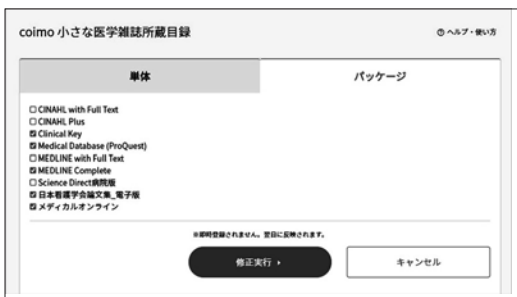 coimo 小さな医学雑誌所蔵目録
ヘルプ・使い方
単体
パッケージ
CINAHL with Full Text
CINAHL Plus
Clinical Key
Medical Database (ProQuest)
MEDLINE with Full Text
MEDLINE Complete
Science Direct病院版
日本看護学会論文集_電子版
メディカルオンライン
※即時登録されません。翌日に反映されます。
修正実行
キャンセル